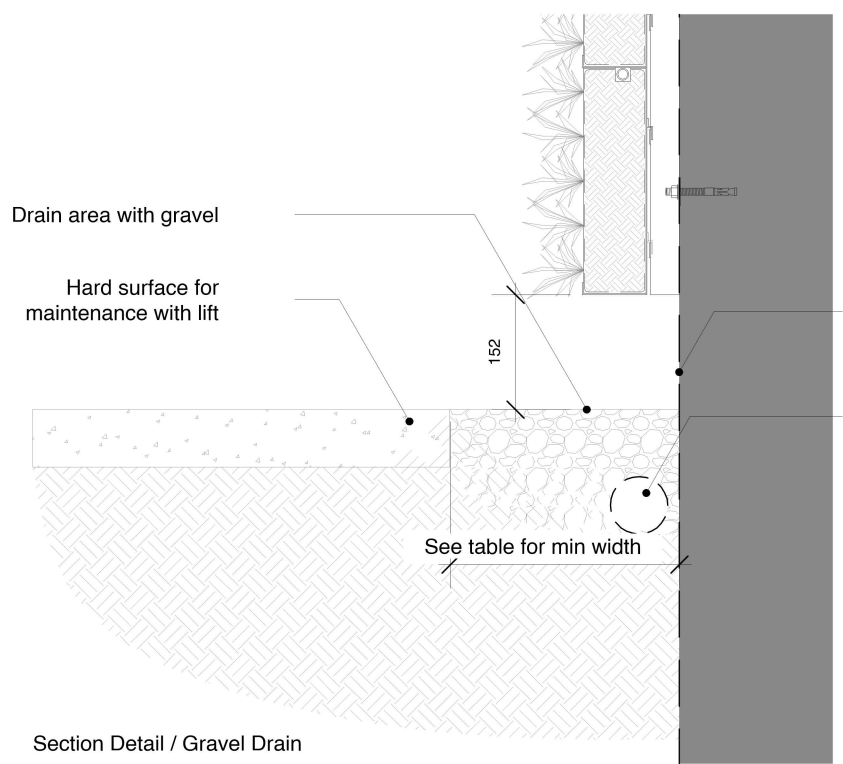 Drain area with gravel
Hard surface for
maintenance with lift
152
See table for min width
Section Detail / Gravel Drain